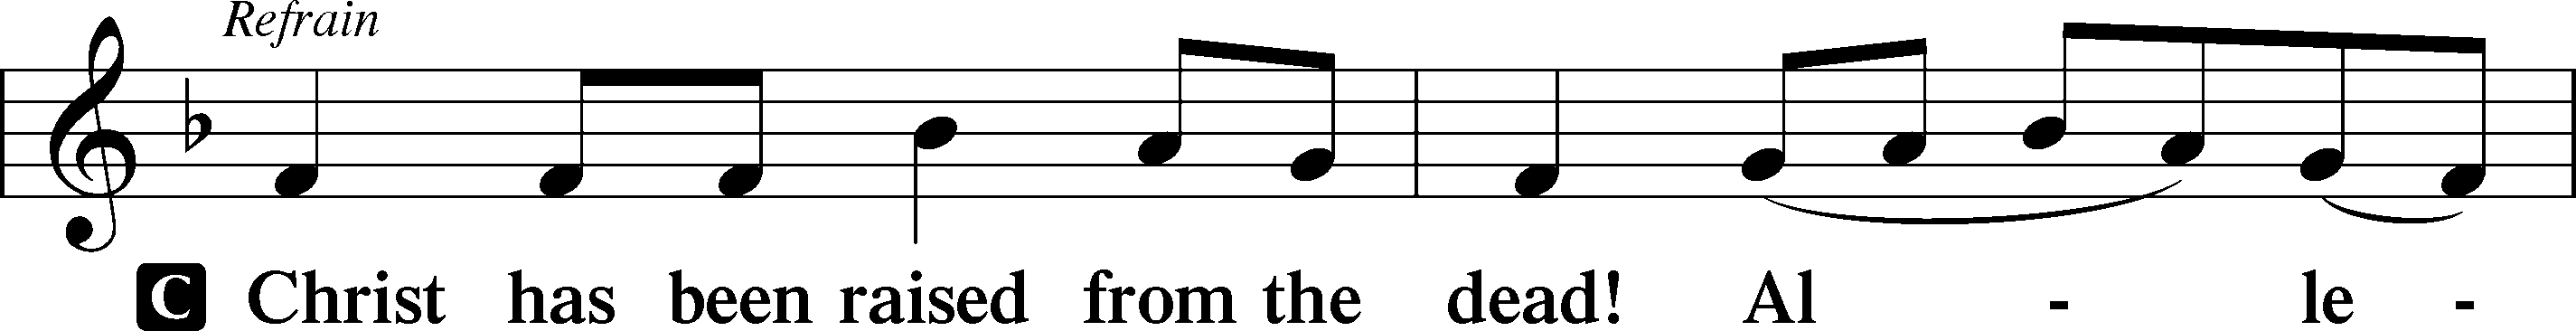 Refrain
C Christ has been raised from the dead! Al - le -